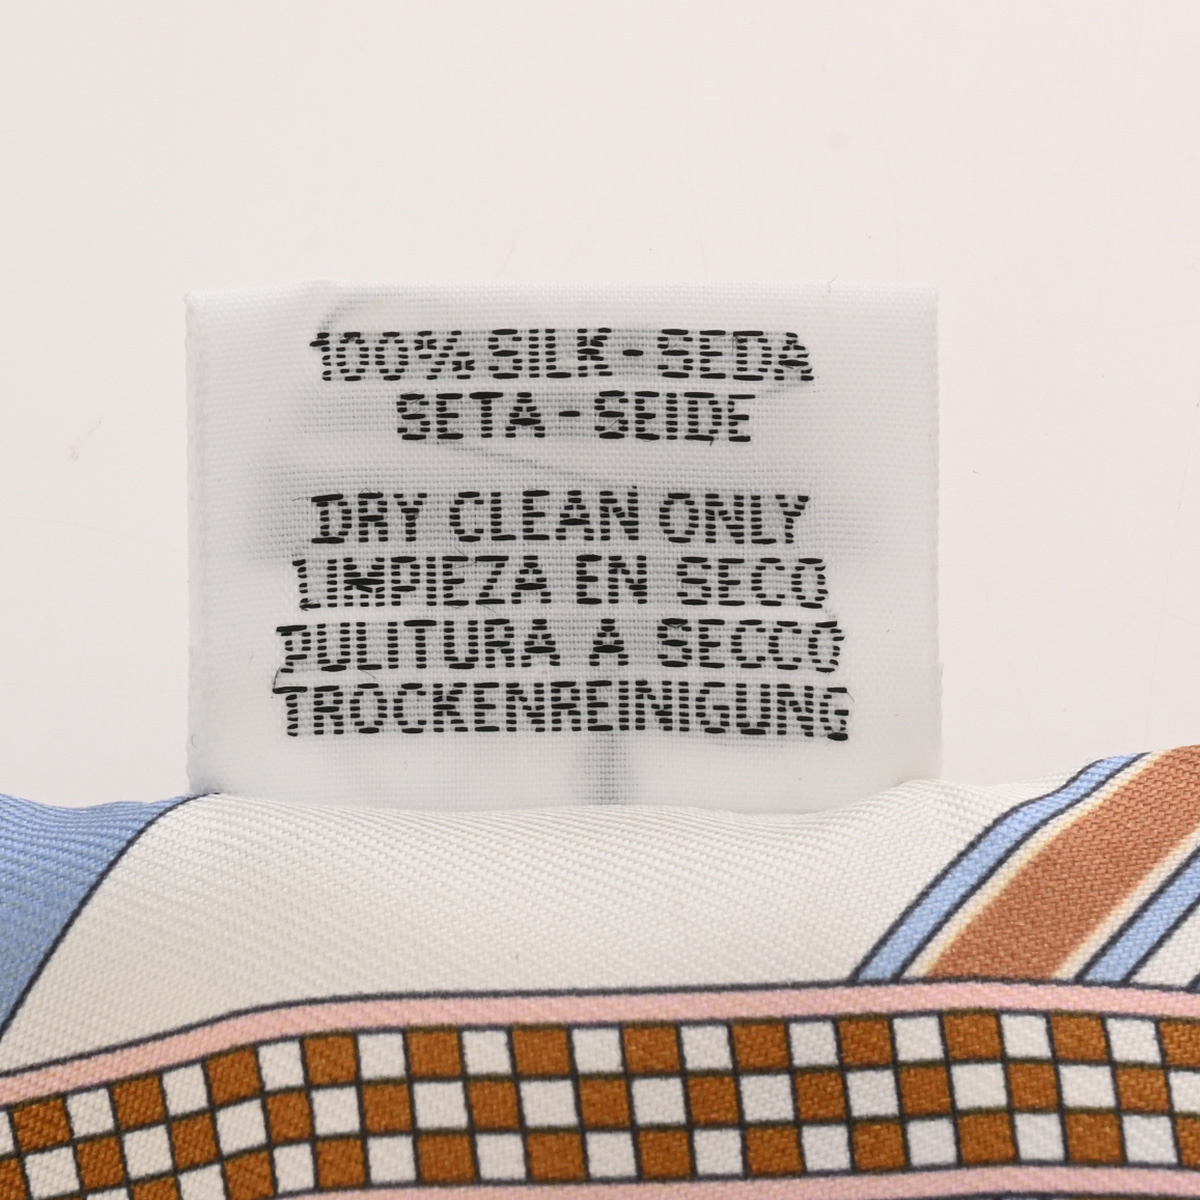 100% SILK - SEDA
SETA - SEIDE
DRY CLEAN ONLY
LIMPIEZA EN SECO
PULITURA A SECCO
TROCKENREINIGUNG